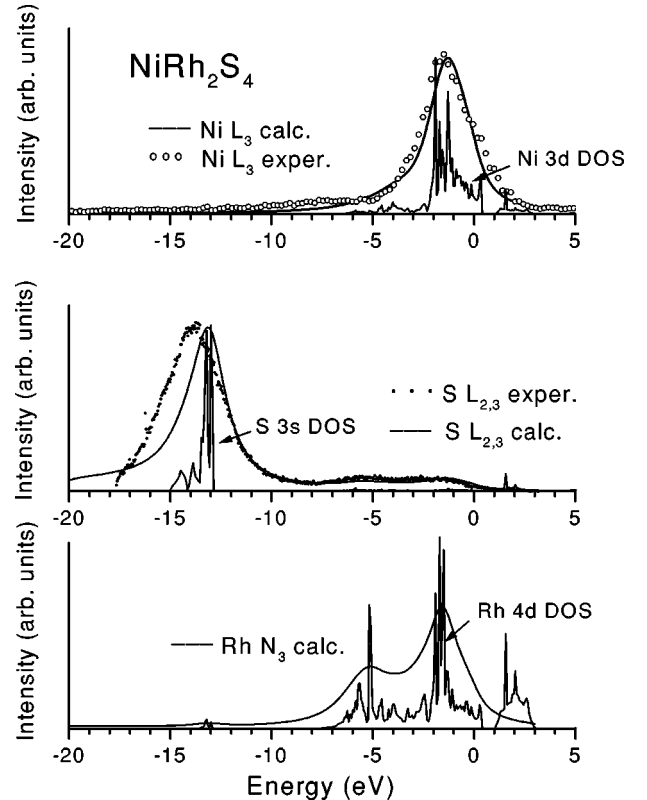 NiRh2S4
Ni L3 calc.
Ni L3 exper.
Ni 3d DOS
Intensity (arb. units)
-20 -15 -10 -5 0 5
S L2,3 exper.
S L2,3 calc.
S 3s DOS
Intensity (arb. units)
-20 -15 -10 -5 0 5
Rh 4d DOS
Rh N3 calc.
Intensity (arb. units)
-20 -15 -10 -5 0 5
Energy (eV)